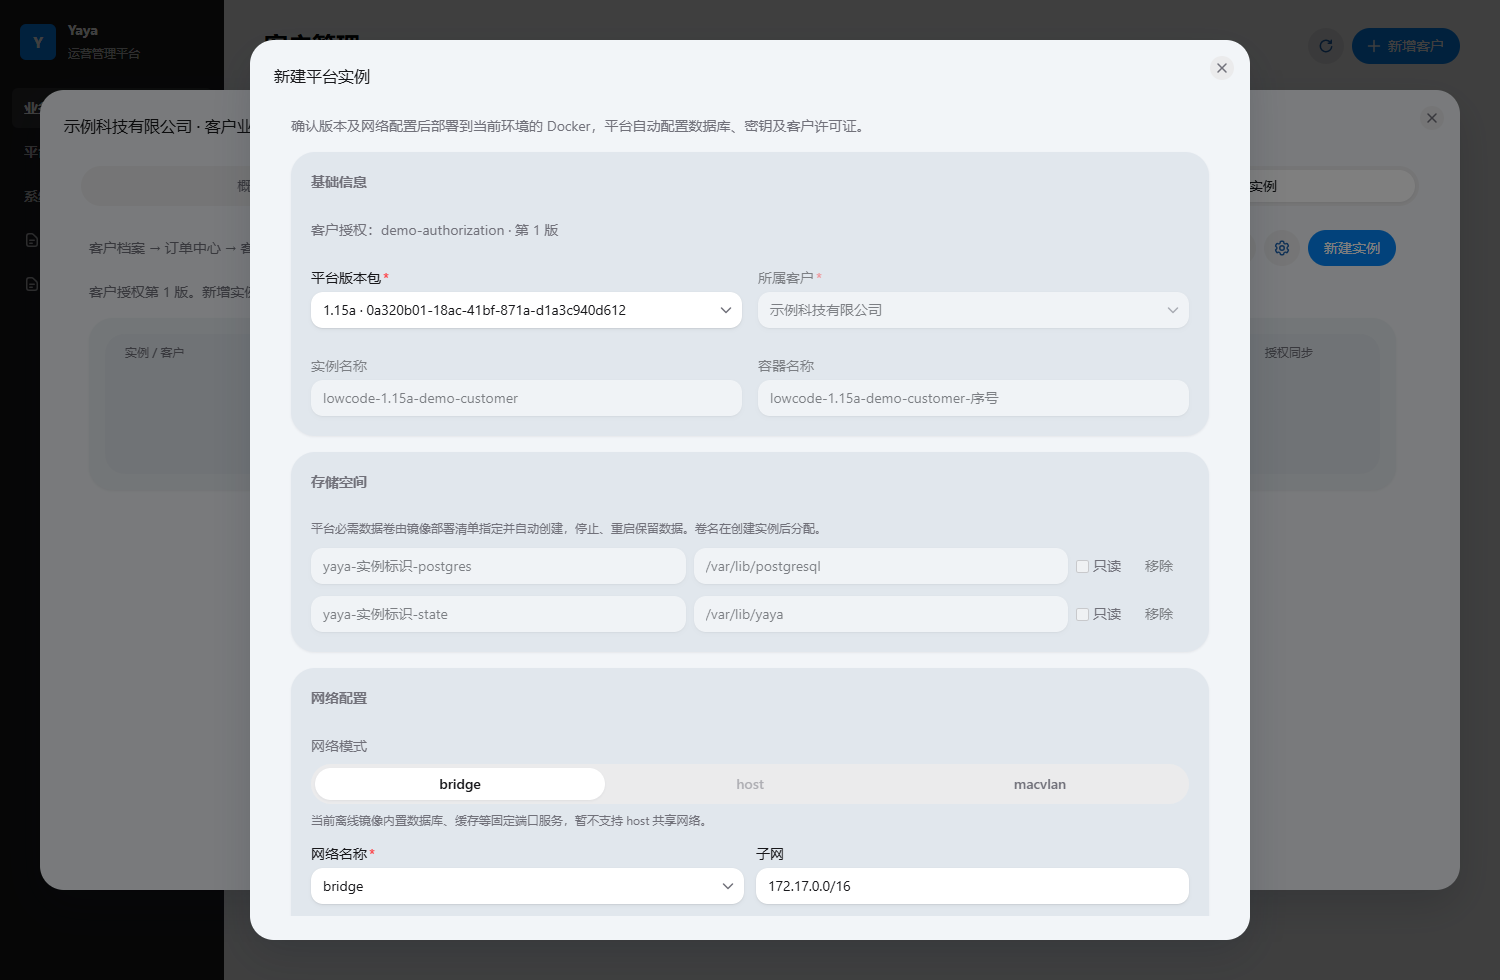 Y
Yaya
运营管理平台
新增客户
示例科技有限公司 · 客户业
实例
客户档案 → 订单中心 → 客
新建实例
客户授权第 1 版。新增实例
实例 / 客户
授权同步
新建平台实例
确认版本及网络配置后部署到当前环境的 Docker，平台自动配置数据库、密钥及客户许可证。
基础信息
客户授权：demo-authorization · 第 1 版
平台版本包*
所属客户*
1.15a · 0a320b01-18ac-41bf-871a-d1a3c940d612
示例科技有限公司
实例名称
容器名称
lowcode-1.15a-demo-customer
lowcode-1.15a-demo-customer-序号
存储空间
平台必需数据卷由镜像部署清单指定并自动创建，停止、重启保留数据。卷名在创建实例后分配。
yaya-实例标识-postgres
/var/lib/postgresql
只读
移除
yaya-实例标识-state
/var/lib/yaya
只读
移除
网络配置
网络模式
bridge
host
macvlan
当前离线镜像内置数据库、缓存等固定端口服务，暂不支持 host 共享网络。
网络名称*
子网
bridge
172.17.0.0/16